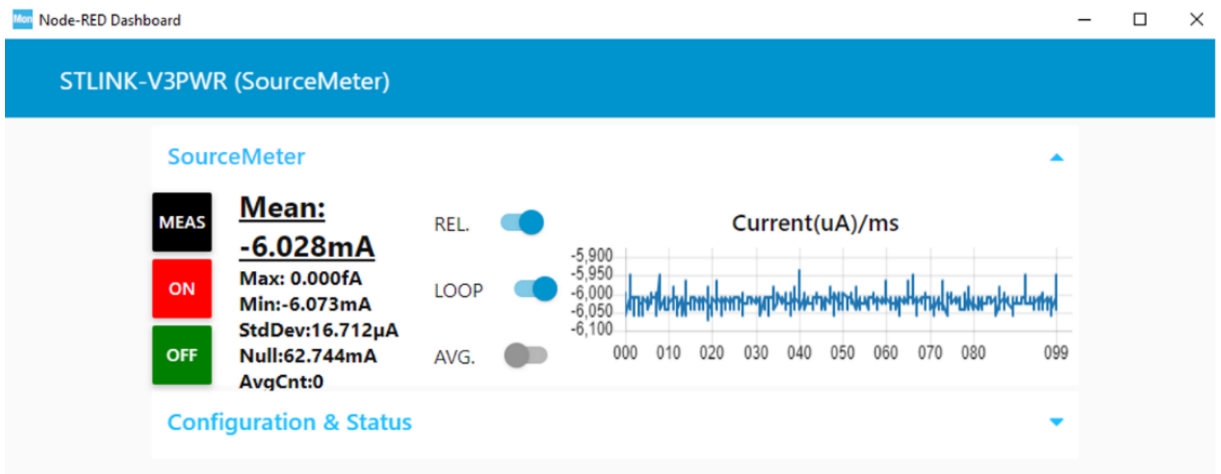 Mon Node-RED Dashboard
STLINK-V3PWR (SourceMeter)
SourceMeter
MEAS
ON
OFF
Mean:
-6.028mA
Max: 0.000fA
Min:-6.073mA
StdDev:16.712µA
Null:62.744mA
AvgCnt:0
REL.
LOOP
AVG.
Current(uA)/ms
-5,900
-5,950
-6,000
-6,050
-6,100
000 010 020 030 040 050 060 070 080 099
Configuration & Status